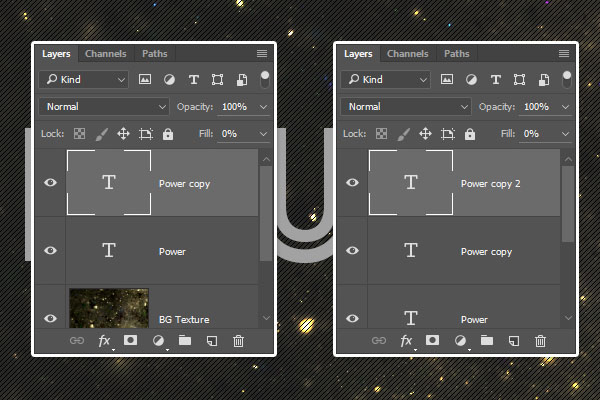 Layers Channels Paths
Kind
Normal Opacity: 100%
Lock: Fill: 0%
T Power copy
T Power
BG Texture
fx
Layers Channels Paths
Kind
Normal Opacity: 100%
Lock: Fill: 0%
T Power copy 2
T Power copy
T Power
fx